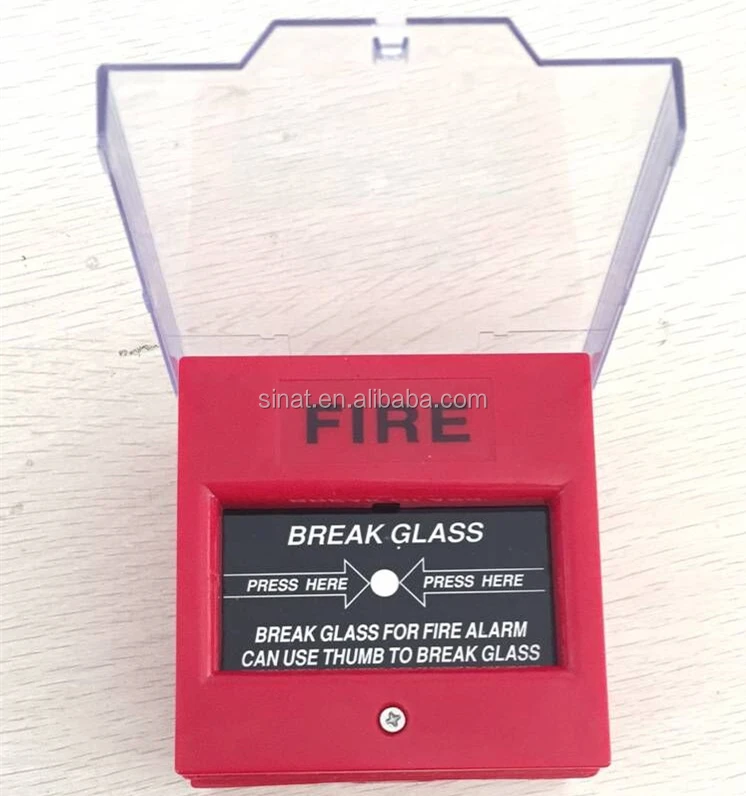 sinat.en.alibaba.com
FIRE
BREAK GLASS
PRESS HERE PRESS HERE
BREAK GLASS FOR FIRE ALARM
CAN USE THUMB TO BREAK GLASS